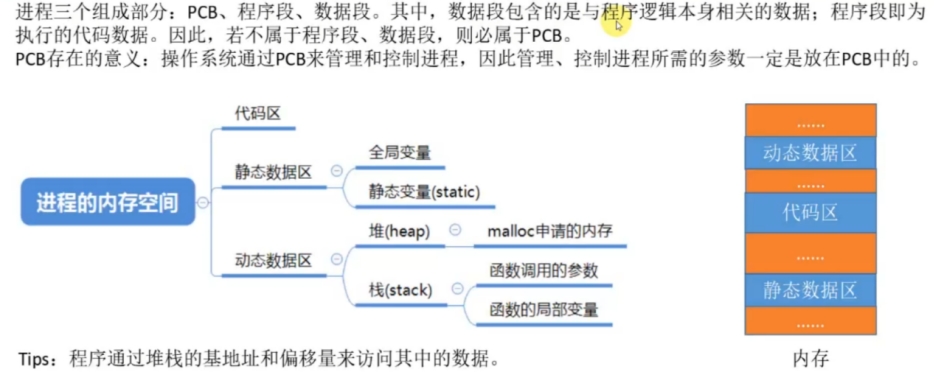 进程三个组成部分：PCB、程序段、数据段。其中，数据段包含的是与程序逻辑本身相关的数据；程序段即为
执行的代码数据。因此，若不属于程序段、数据段，则必属于PCB。
PCB存在的意义：操作系统通过PCB来管理和控制进程，因此管理、控制进程所需的参数一定是放在PCB中的。
进程的内存空间
代码区
静态数据区
全局变量
静态变量(static)
动态数据区
堆(heap)
malloc申请的内存
栈(stack)
函数调用的参数
函数的局部变量
......
动态数据区
......
代码区
......
静态数据区
......
内存
Tips：程序通过堆栈的基地址和偏移量来访问其中的数据。